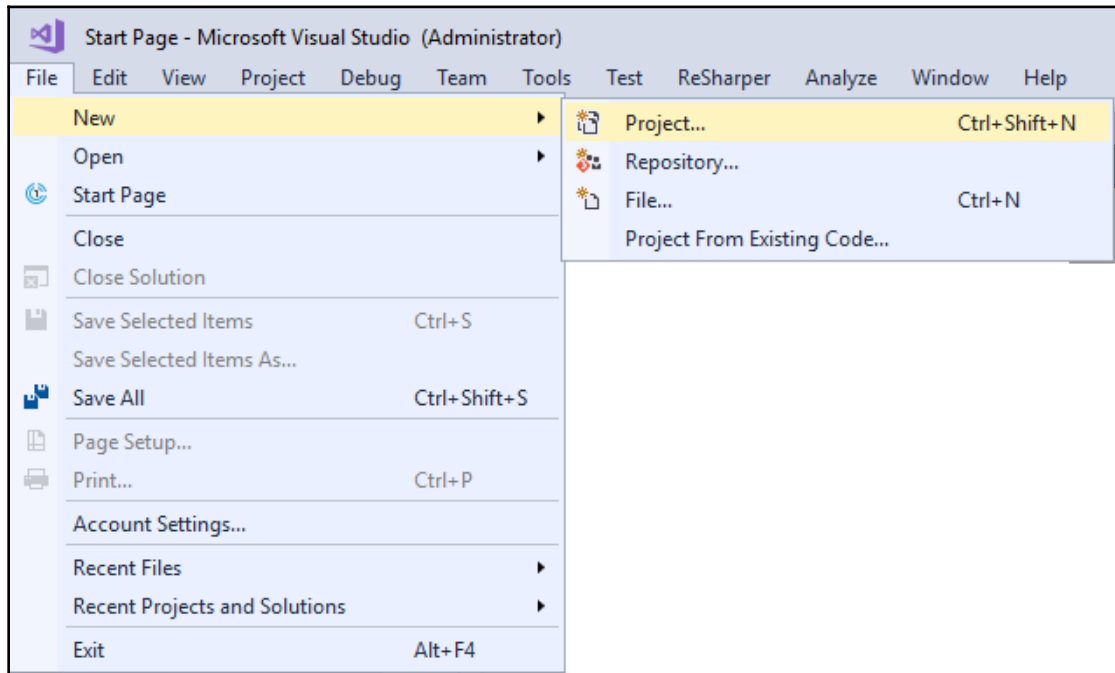 Start Page - Microsoft Visual Studio (Administrator)
File Edit View Project Debug Team Tools Test ReSharper Analyze Window Help
New
Open
Start Page
Close
Close Solution
Save Selected Items Ctrl+S
Save Selected Items As...
Save All Ctrl+Shift+S
Page Setup...
Print... Ctrl+P
Account Settings...
Recent Files
Recent Projects and Solutions
Exit Alt+F4
Project... Ctrl+Shift+N
Repository...
File... Ctrl+N
Project From Existing Code...